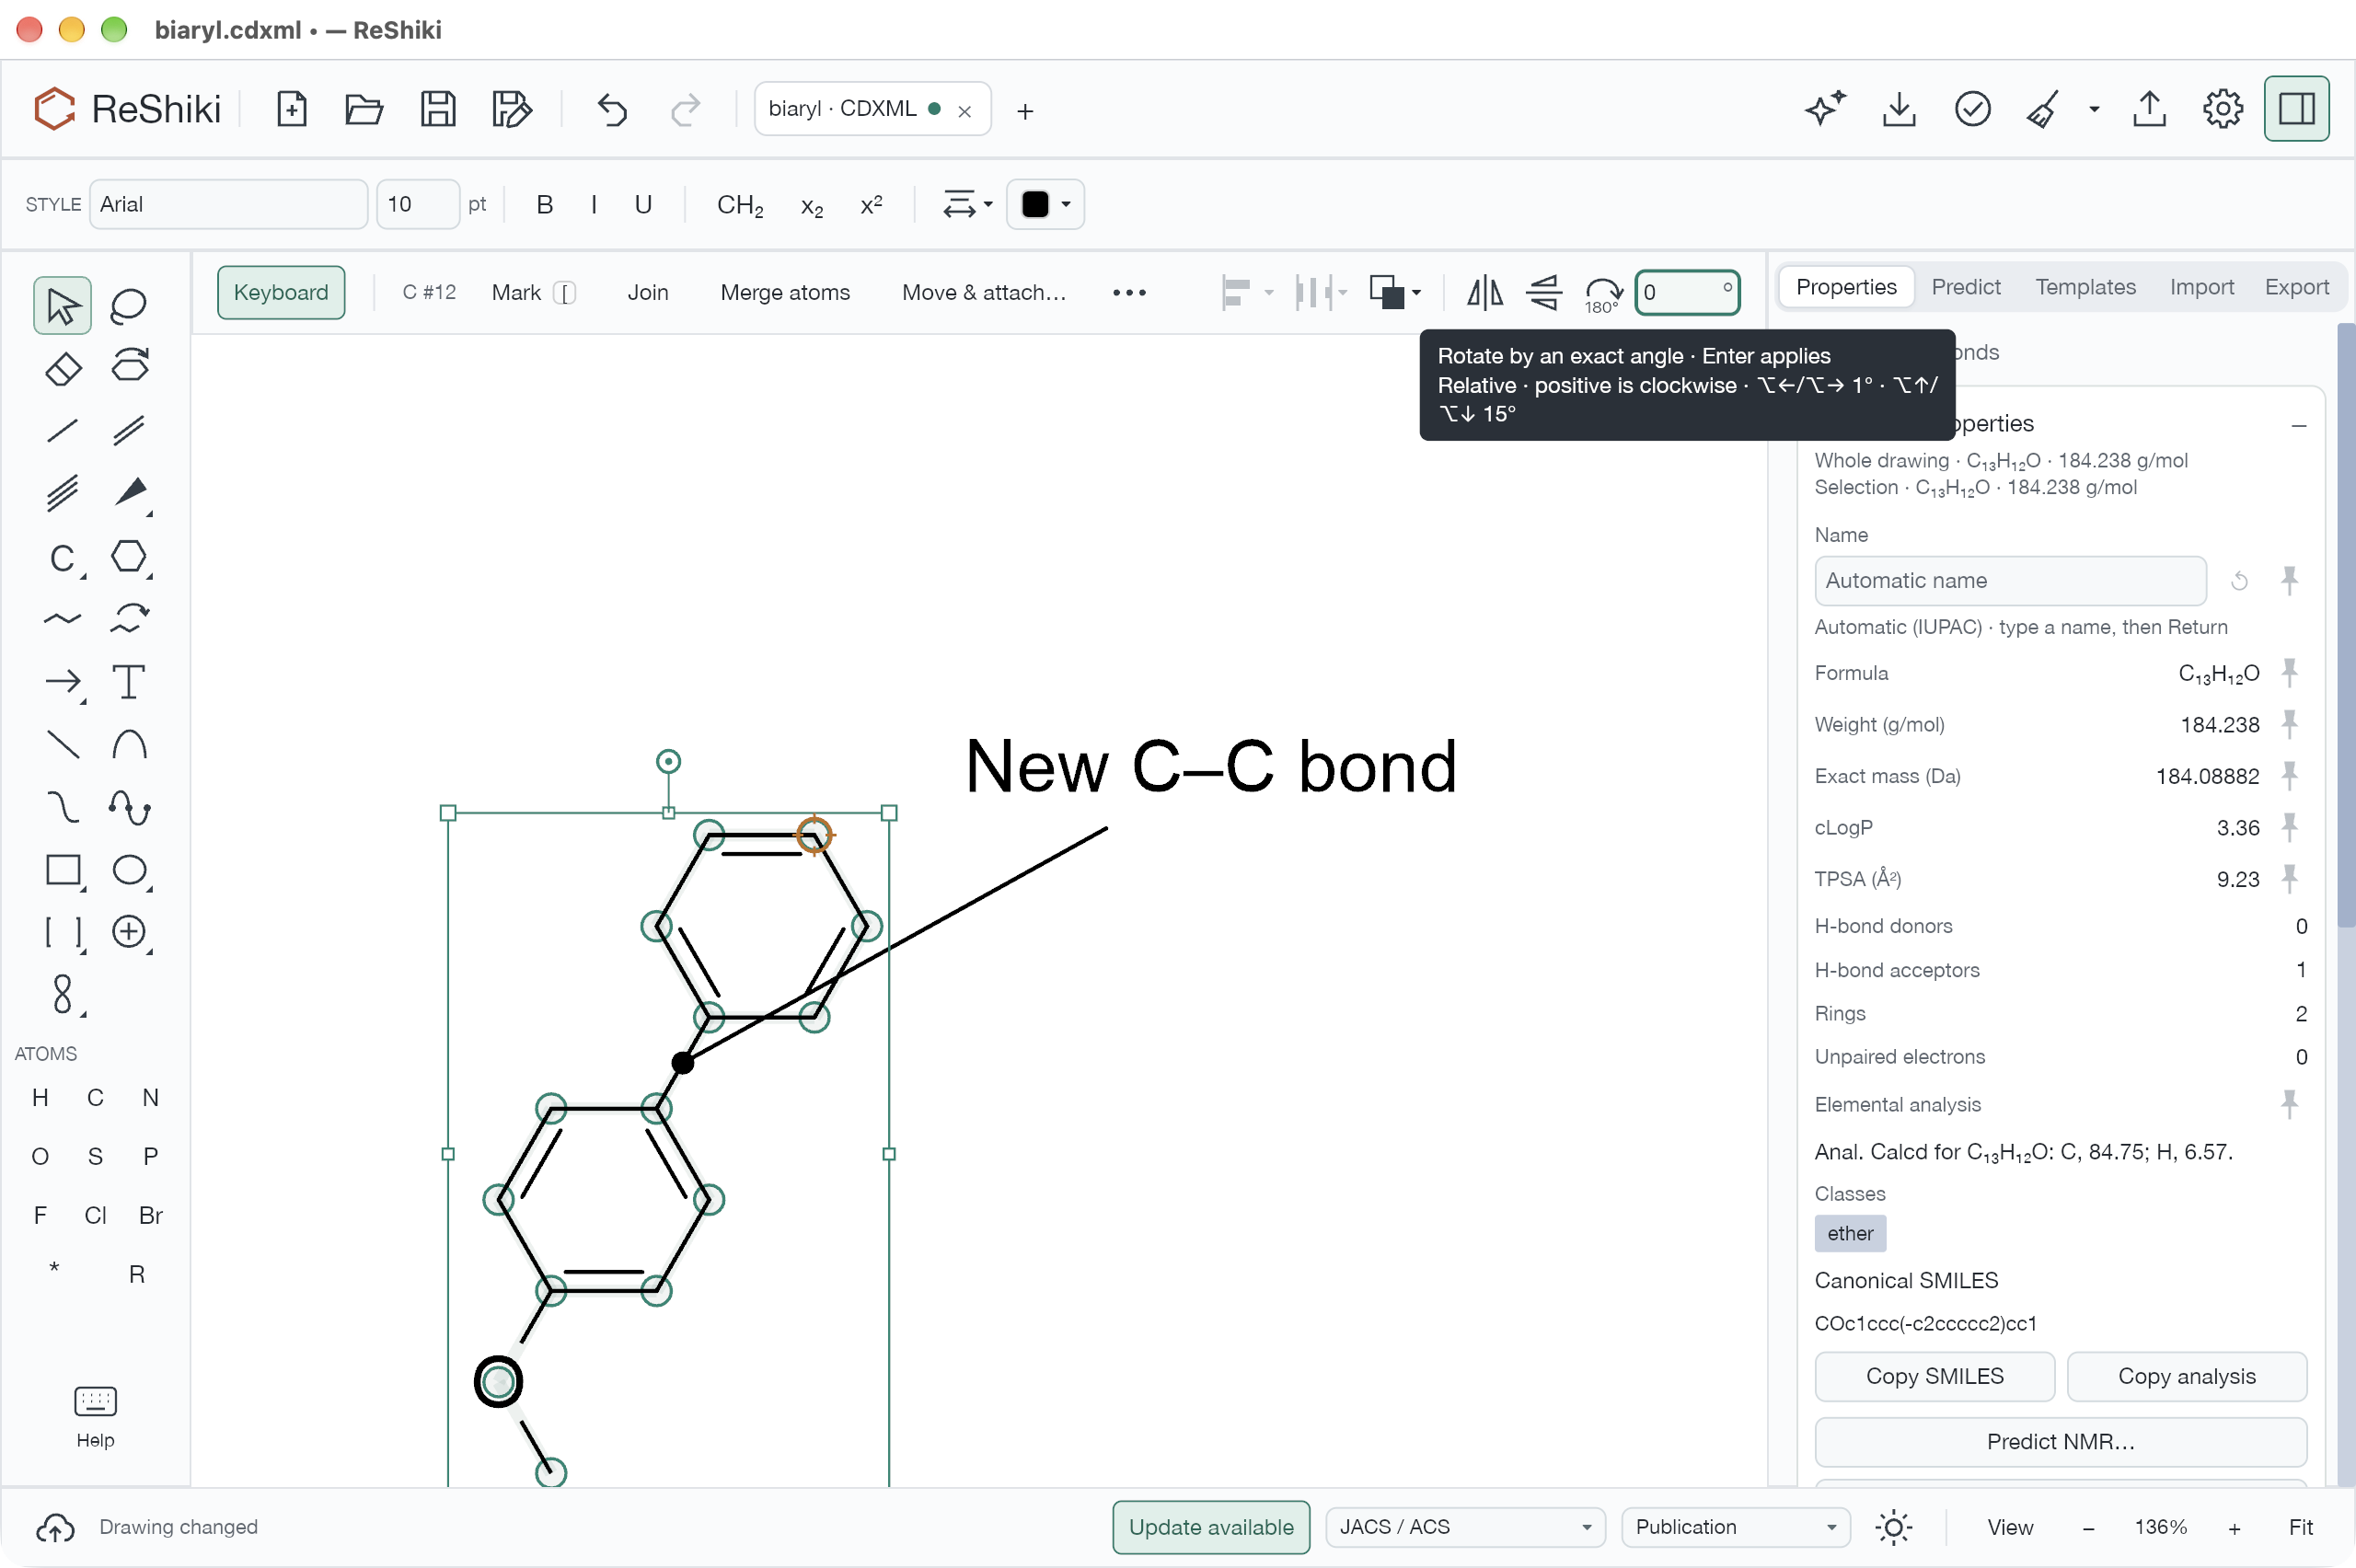 biaryl.cdxml • — ReShiki
ReShiki
biaryl · CDXML
STYLE Arial 10 pt B I U CH₂ x₂ x²
Keyboard C #12 Mark [ Join Merge atoms Move & attach… 180° 0 °
Properties Predict Templates Import Export
Rotate by an exact angle · Enter applies
Relative · positive is clockwise · ⌥←/⌥→ 1° · ⌥↑/
⌥↓ 15°
onds
operties
Whole drawing · C₁₃H₁₂O · 184.238 g/mol
Selection · C₁₃H₁₂O · 184.238 g/mol
Name
Automatic name
Automatic (IUPAC) · type a name, then Return
Formula C₁₃H₁₂O
Weight (g/mol) 184.238
Exact mass (Da) 184.08882
cLogP 3.36
TPSA (Å²) 9.23
H-bond donors 0
H-bond acceptors 1
Rings 2
Unpaired electrons 0
Elemental analysis
Anal. Calcd for C₁₃H₁₂O: C, 84.75; H, 6.57.
Classes
ether
Canonical SMILES
COc1ccc(-c2ccccc2)cc1
Copy SMILES Copy analysis
Predict NMR…
New C–C bond
O
C
T
ATOMS
H C N
O S P
F Cl Br
* R
Help
Drawing changed
Update available JACS / ACS Publication View − 136% + Fit